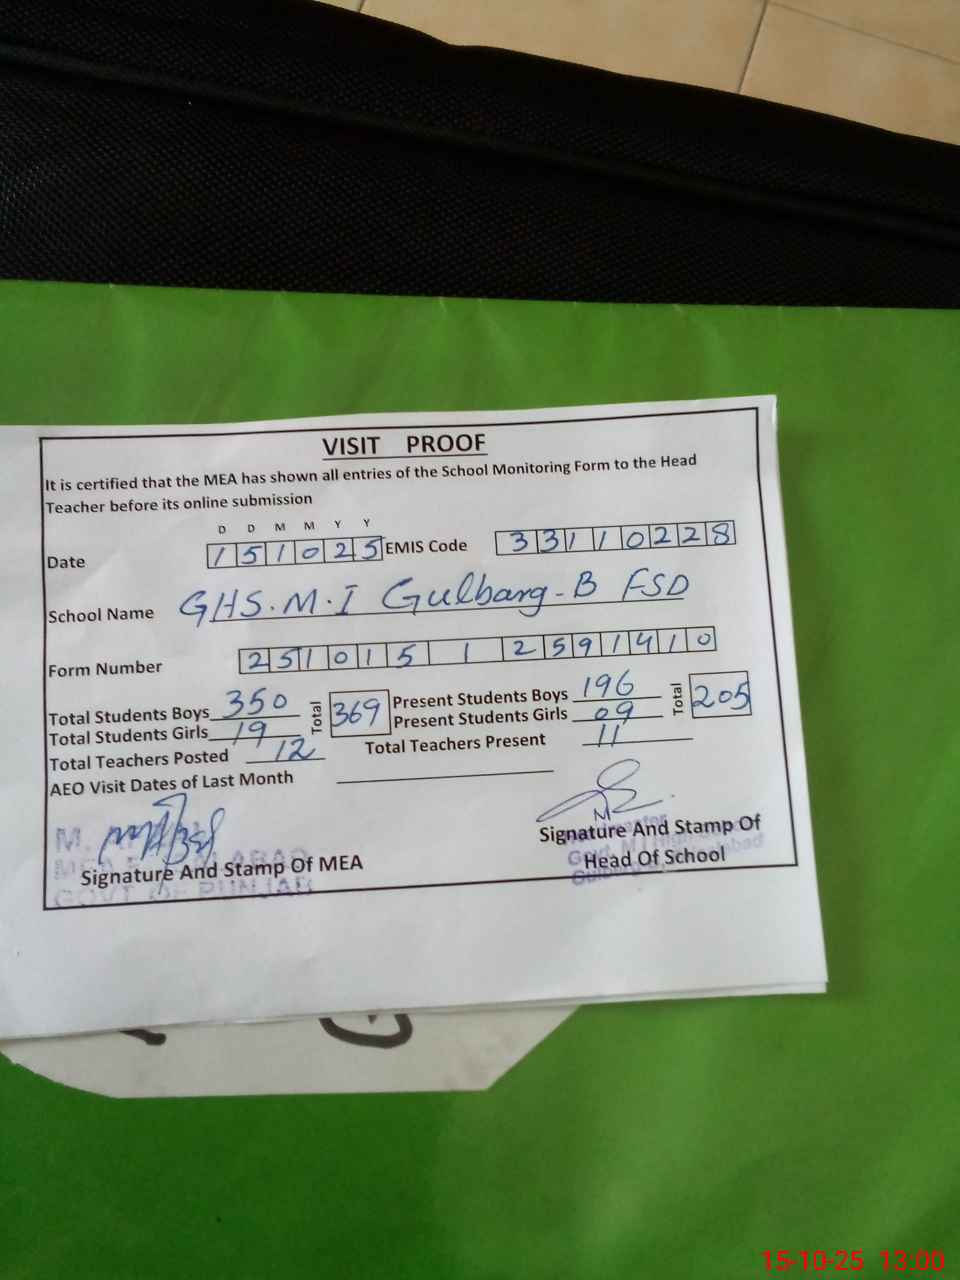 VISIT PROOF
It is certified that the MEA has shown all entries of the School Monitoring Form to the Head
Teacher before its online submission
D D M M Y Y
Date 151025 EMIS Code 33110228
School Name GHS.M.I Gulbarg-B FSD
Form Number 25101512591410
Total Students Boys 350 Total 369 Present Students Boys 196 Total 205
Total Students Girls 19 Present Students Girls 09
Total Teachers Posted 12 Total Teachers Present 11
AEO Visit Dates of Last Month
Signature And Stamp Of MEA
GOVT OF PUNJAB
Signature And Stamp Of
Head Of School
15-10-25 13:00